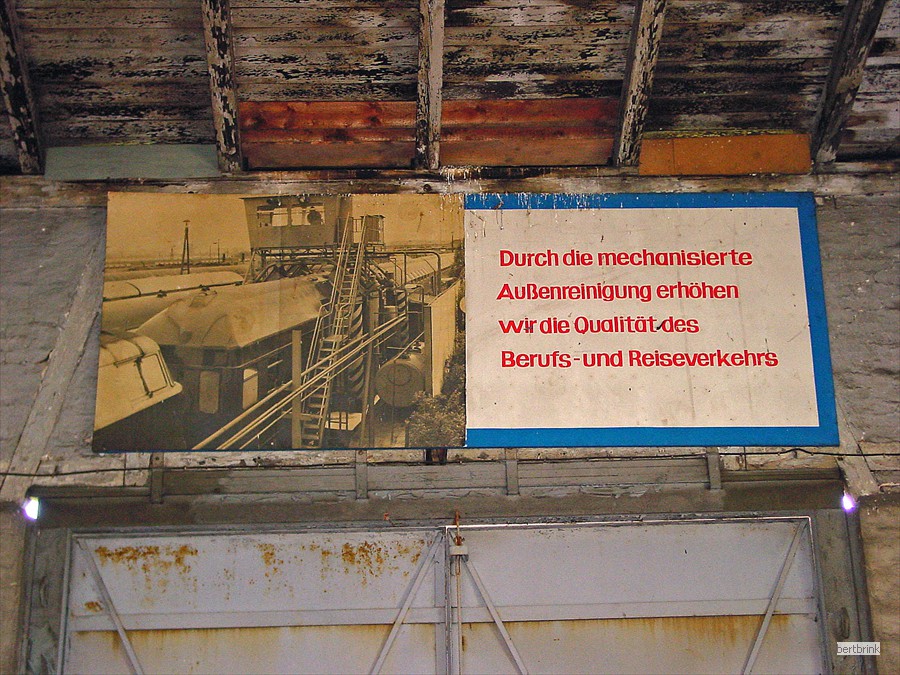 Durch die mechanisierte
Außenreinigung erhöhen
wir die Qualität des
Berufs-und Reiseverkehrs
bertbrink